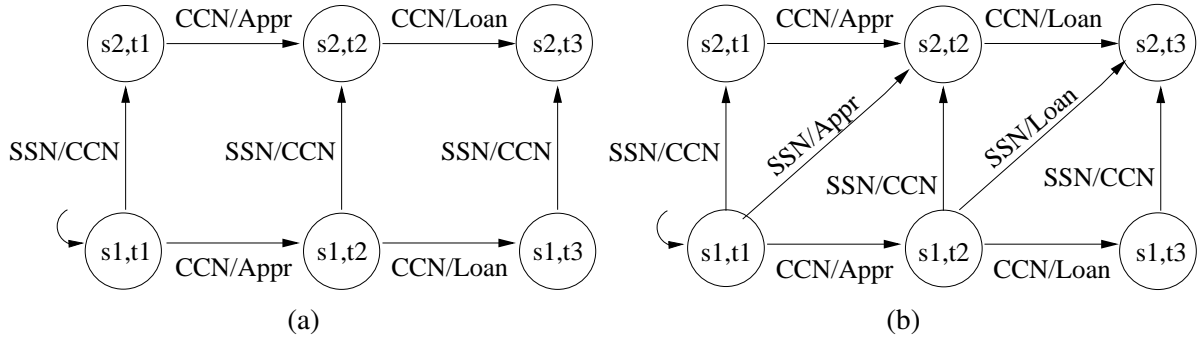 CCN/Appr CCN/Loan
s2,t1 s2,t2 s2,t3
SSN/CCN SSN/CCN SSN/CCN
s1,t1 s1,t2 s1,t3
CCN/Appr CCN/Loan
(a)
CCN/Appr CCN/Loan
s2,t1 s2,t2 s2,t3
SSN/Appr SSN/Loan
SSN/CCN SSN/CCN SSN/CCN
s1,t1 s1,t2 s1,t3
CCN/Appr CCN/Loan
(b)